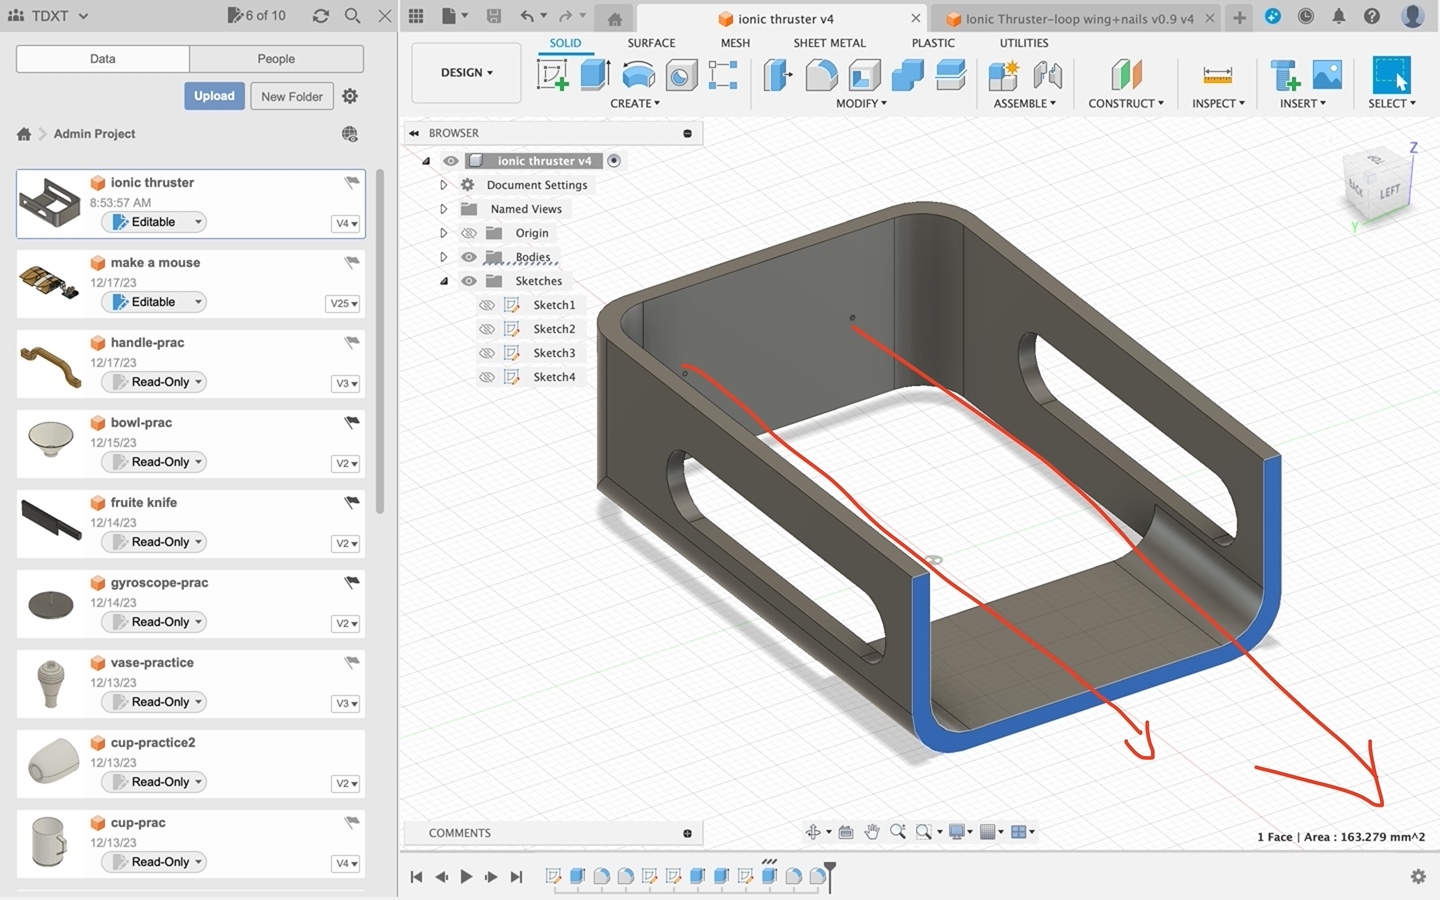 TDXT
6 of 10
ionic thruster v4
Ionic Thruster-loop wing+nails v0.9 v4
Data
People
Upload
New Folder
Admin Project
DESIGN
SOLID
SURFACE
MESH
SHEET METAL
PLASTIC
UTILITIES
CREATE
MODIFY
ASSEMBLE
CONSTRUCT
INSPECT
INSERT
SELECT
BROWSER
ionic thruster v4
Document Settings
Named Views
Origin
Bodies
Sketches
Sketch1
Sketch2
Sketch3
Sketch4
ionic thruster
8:53:57 AM
Editable
V4
make a mouse
12/17/23
Editable
V25
handle-prac
12/17/23
Read-Only
V3
bowl-prac
12/15/23
Read-Only
V2
fruite knife
12/14/23
Read-Only
V2
gyroscope-prac
12/14/23
Read-Only
V2
vase-practice
12/13/23
Read-Only
V3
cup-practice2
12/13/23
Read-Only
V2
cup-prac
12/13/23
Read-Only
V4
Z
TOP
BACK
LEFT
Y
COMMENTS
1 Face | Area : 163.279 mm^2